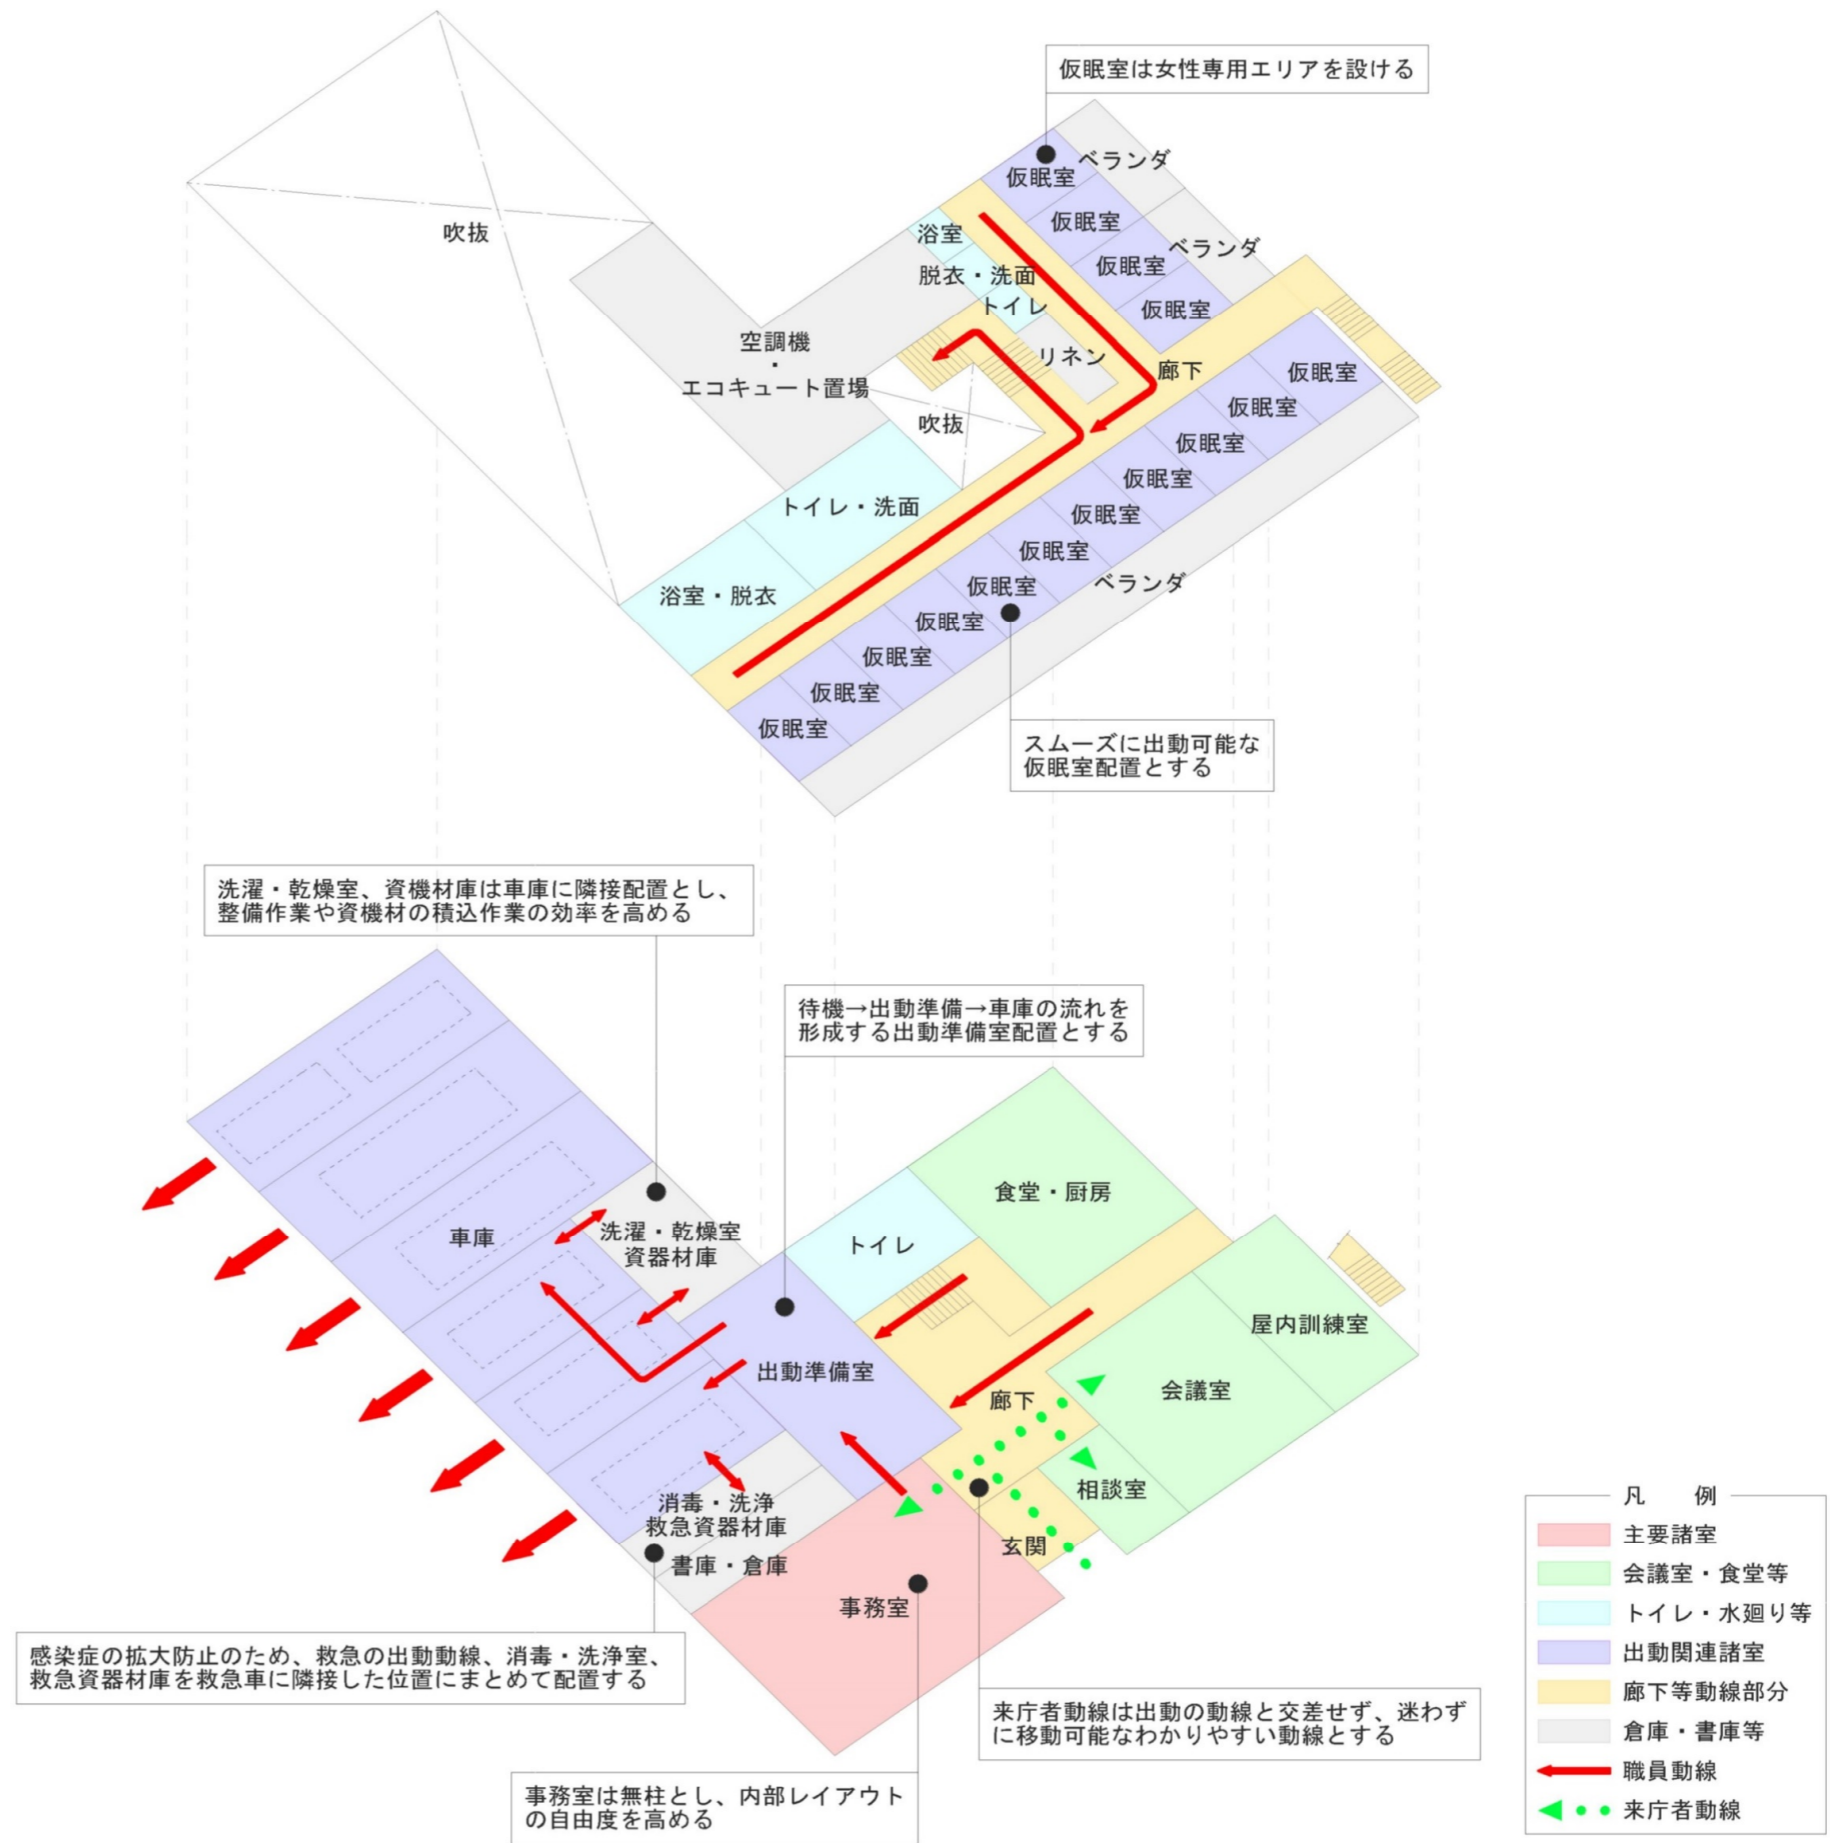 仮眠室は女性専用エリアを設ける
仮眠室
ベランダ
吹抜
浴室
仮眠室
ベランダ
脱衣・洗面
仮眠室
トイレ
仮眠室
空調機
・
エコキュート置場
リネン
廊下
仮眠室
吹抜
仮眠室
仮眠室
仮眠室
トイレ・洗面
仮眠室
仮眠室
浴室・脱衣
仮眠室
ベランダ
仮眠室
仮眠室
仮眠室
仮眠室
スムーズに出動可能な
仮眠室配置とする
洗濯・乾燥室、資機材庫は車庫に隣接配置とし、
整備作業や資機材の積込作業の効率を高める
待機→出動準備→車庫の流れを
形成する出動準備室配置とする
食堂・厨房
車庫
洗濯・乾燥室
資器材庫
トイレ
屋内訓練室
出動準備室
廊下
会議室
相談室
消毒・洗浄
救急資器材庫
書庫・倉庫
玄関
事務室
感染症の拡大防止のため、救急の出動動線、消毒・洗浄室、
救急資器材庫を救急車に隣接した位置にまとめて配置する
来庁者動線は出動の動線と交差せず、迷わず
に移動可能なわかりやすい動線とする
事務室は無柱とし、内部レイアウト
の自由度を高める
凡 例
主要諸室
会議室・食堂等
トイレ・水廻り等
出動関連諸室
廊下等動線部分
倉庫・書庫等
職員動線
来庁者動線